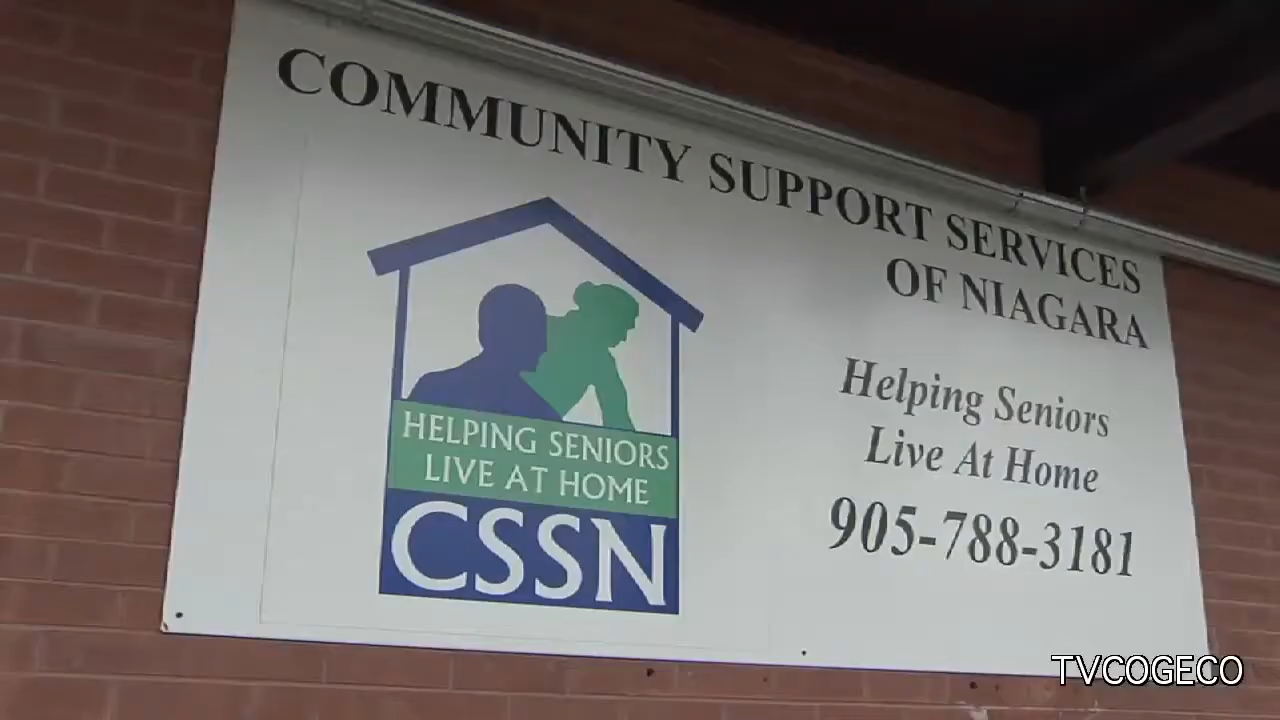 COMMUNITY SUPPORT SERVICES
OF NIAGARA
Helping Seniors
Live At Home
905-788-3181
HELPING SENIORS
LIVE AT HOME
CSSN
TVCOGECO